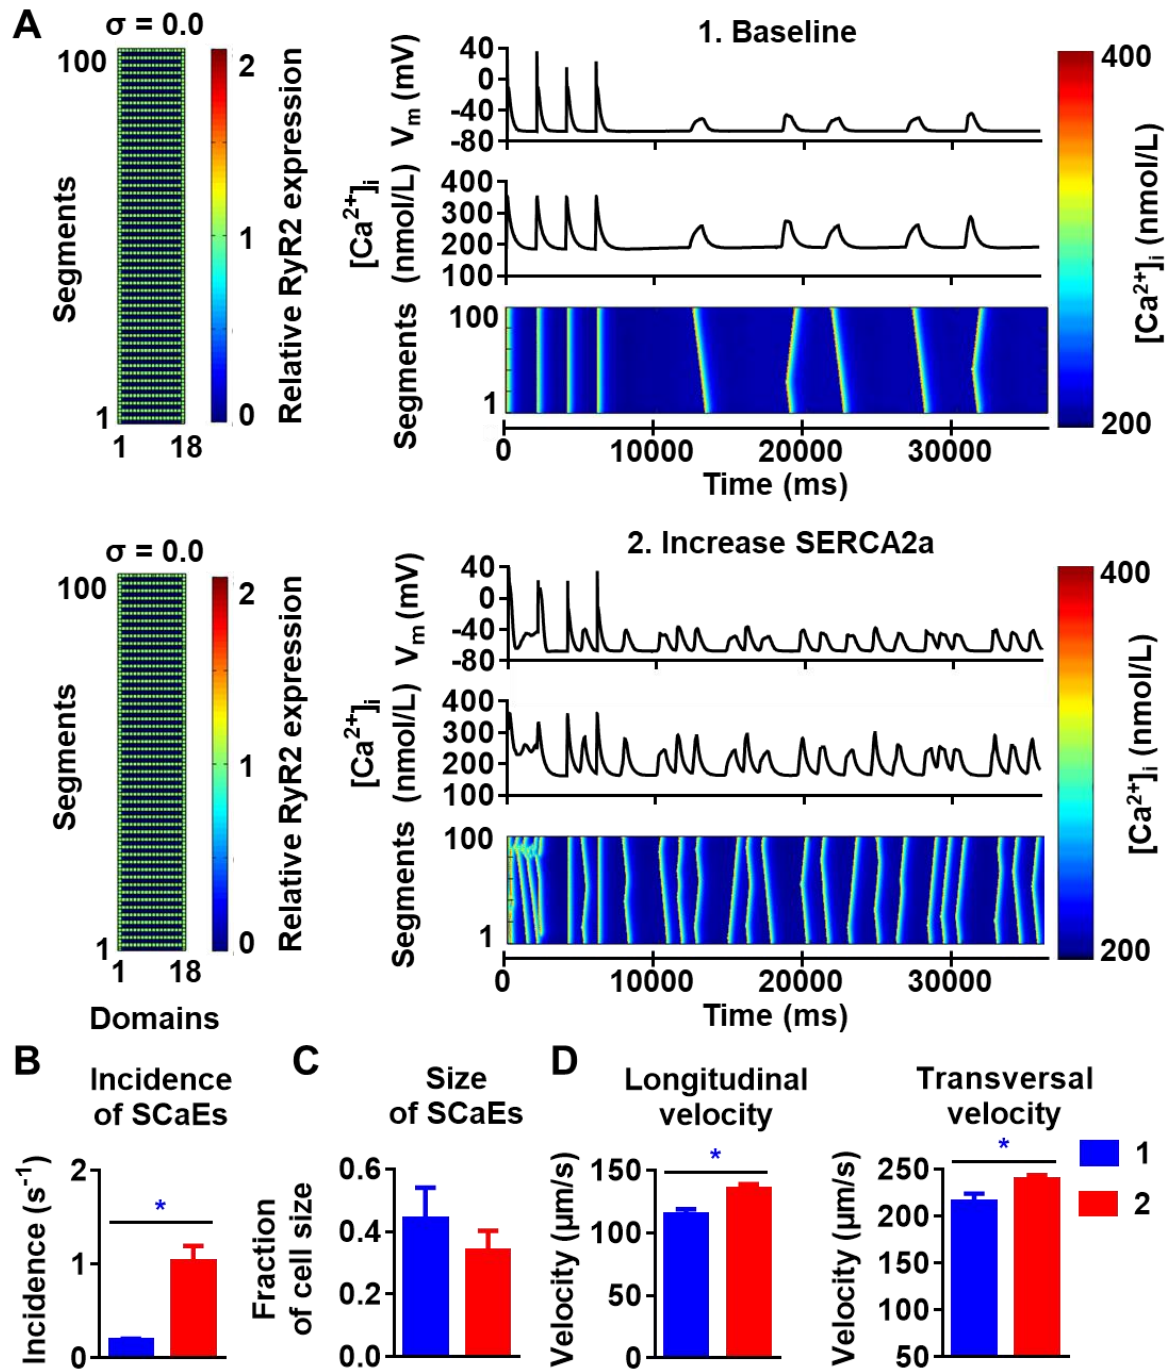 A
σ = 0.0
100
Segments
1
1 18
2
1
1
0
Relative RyR2 expression
1. Baseline
40
0
-40
-80
Vm (mV)
400
300
200
100
[Ca2+]i
(nmol/L)
100
1
Segments
0 10000 20000 30000
Time (ms)
400
200
[Ca2+]i (nmol/L)
σ = 0.0
100
Segments
1
1 18
Domains
2
1
1
0
Relative RyR2 expression
2. Increase SERCA2a
40
0
-40
-80
Vm (mV)
400
300
200
100
[Ca2+]i
(nmol/L)
100
1
Segments
0 10000 20000 30000
Time (ms)
400
200
[Ca2+]i (nmol/L)
B
Incidence
of SCaEs
2
1
0
Incidence (s-1)
*
C
Size
of SCaEs
0.6
0.4
0.2
0.0
Fraction
of cell size
D
Longitudinal
velocity
150
100
50
0
Velocity (µm/s)
*
Transversal
velocity
250
200
150
100
50
Velocity (µm/s)
*
1
2